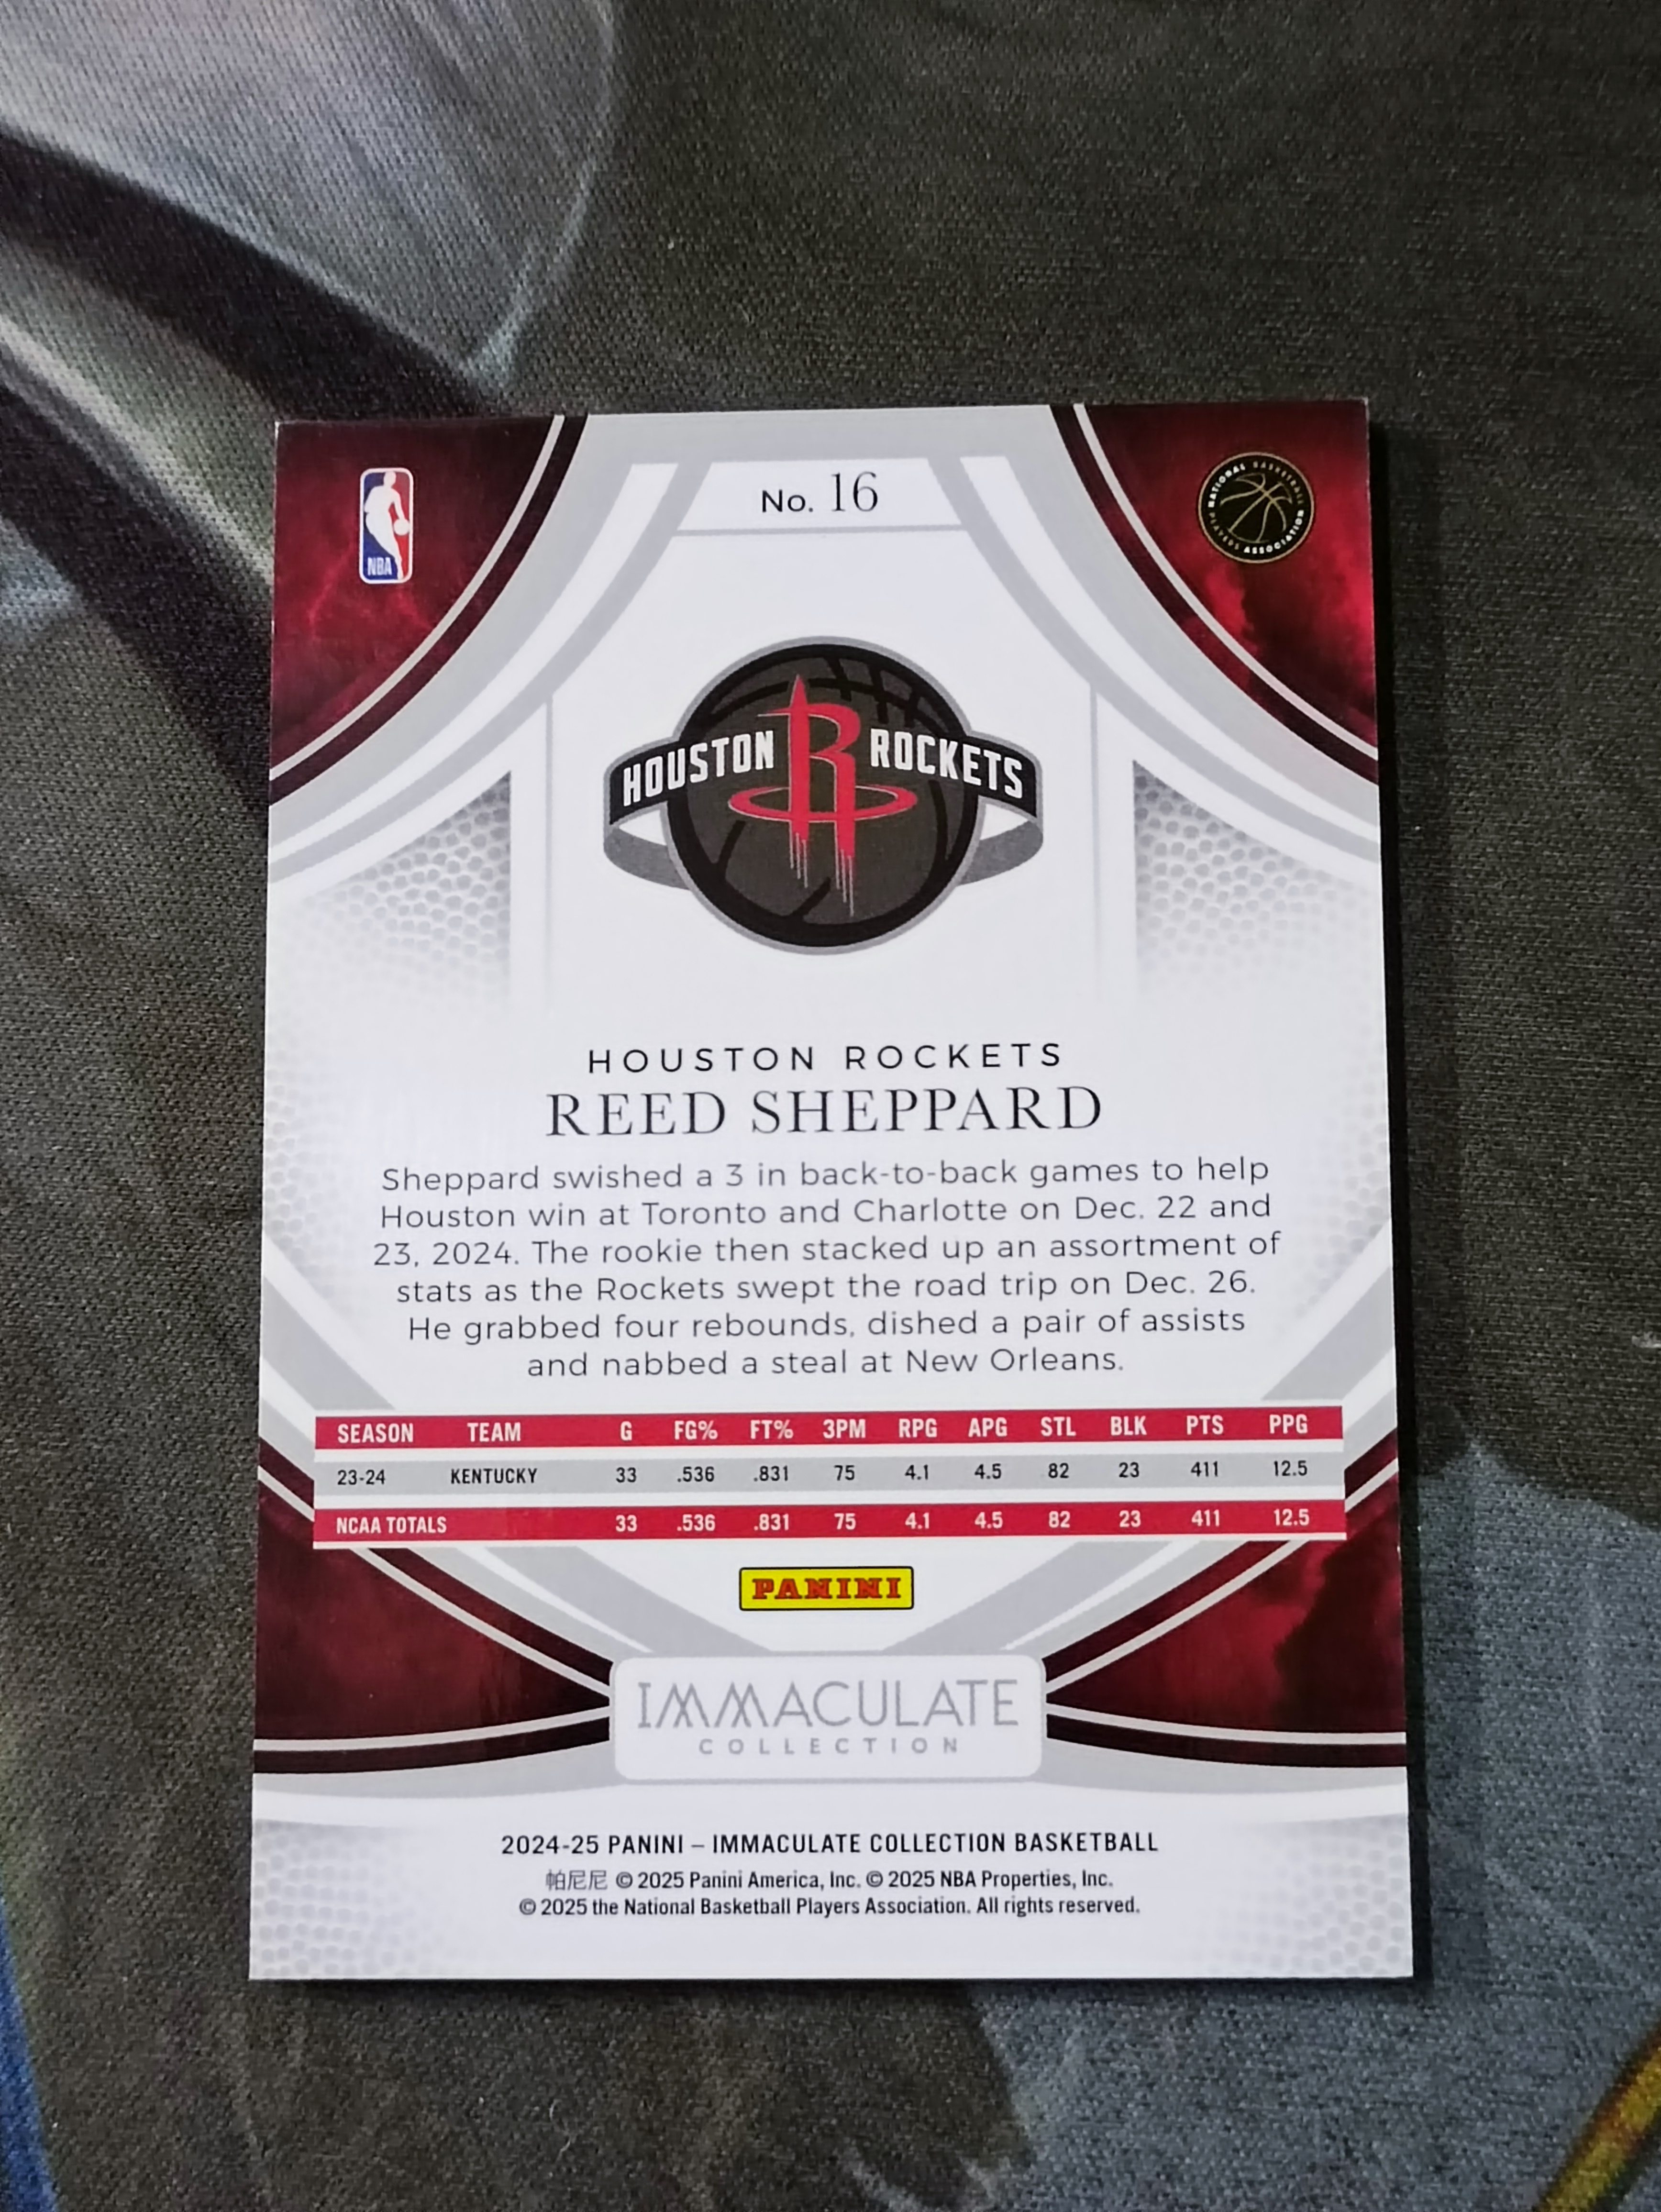 No. 16
NBA
NATIONAL BASKETBALL PLAYERS ASSOCIATION
HOUSTON ROCKETS
HOUSTON ROCKETS
REED SHEPPARD
Sheppard swished a 3 in back-to-back games to help
Houston win at Toronto and Charlotte on Dec. 22 and
23, 2024. The rookie then stacked up an assortment of
stats as the Rockets swept the road trip on Dec. 26.
He grabbed four rebounds, dished a pair of assists
and nabbed a steal at New Orleans.
SEASON TEAM G FG% FT% 3PM RPG APG STL BLK PTS PPG
23-24 KENTUCKY 33 .536 .831 75 4.1 4.5 82 23 411 12.5
NCAA TOTALS 33 .536 .831 75 4.1 4.5 82 23 411 12.5
PANINI
IMMACULATE
COLLECTION
2024-25 PANINI – IMMACULATE COLLECTION BASKETBALL
帕尼尼 © 2025 Panini America, Inc. © 2025 NBA Properties, Inc.
© 2025 the National Basketball Players Association. All rights reserved.